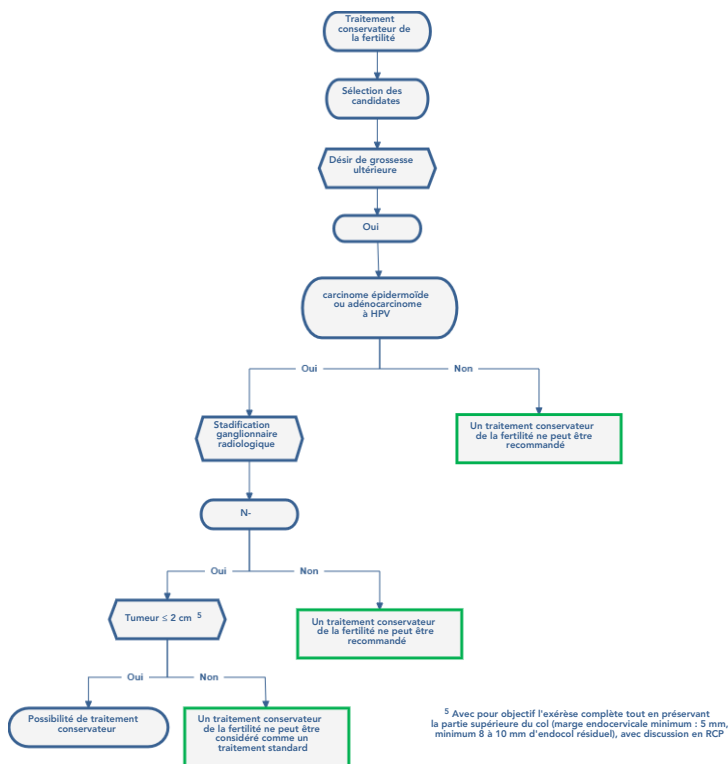 Traitement
conservateur de
la fertilité
Sélection des
candidates
Désir de grossesse
ultérieure
Oui
carcinome épidermoïde
ou adénocarcinome
à HPV
Oui
Non
Stadification
ganglionnaire
radiologique
Un traitement conservateur
de la fertilité ne peut être
recommandé
N-
Oui
Non
Tumeur ≤ 2 cm 5
Un traitement conservateur
de la fertilité ne peut être
recommandé
Oui
Non
Possibilité de traitement
conservateur
Un traitement conservateur
de la fertilité ne peut être
considéré comme un
traitement standard
5 Avec pour objectif l'exérèse complète tout en préservant
la partie supérieure du col (marge endocervicale minimum : 5 mm,
minimum 8 à 10 mm d'endocol résiduel), avec discussion en RCP